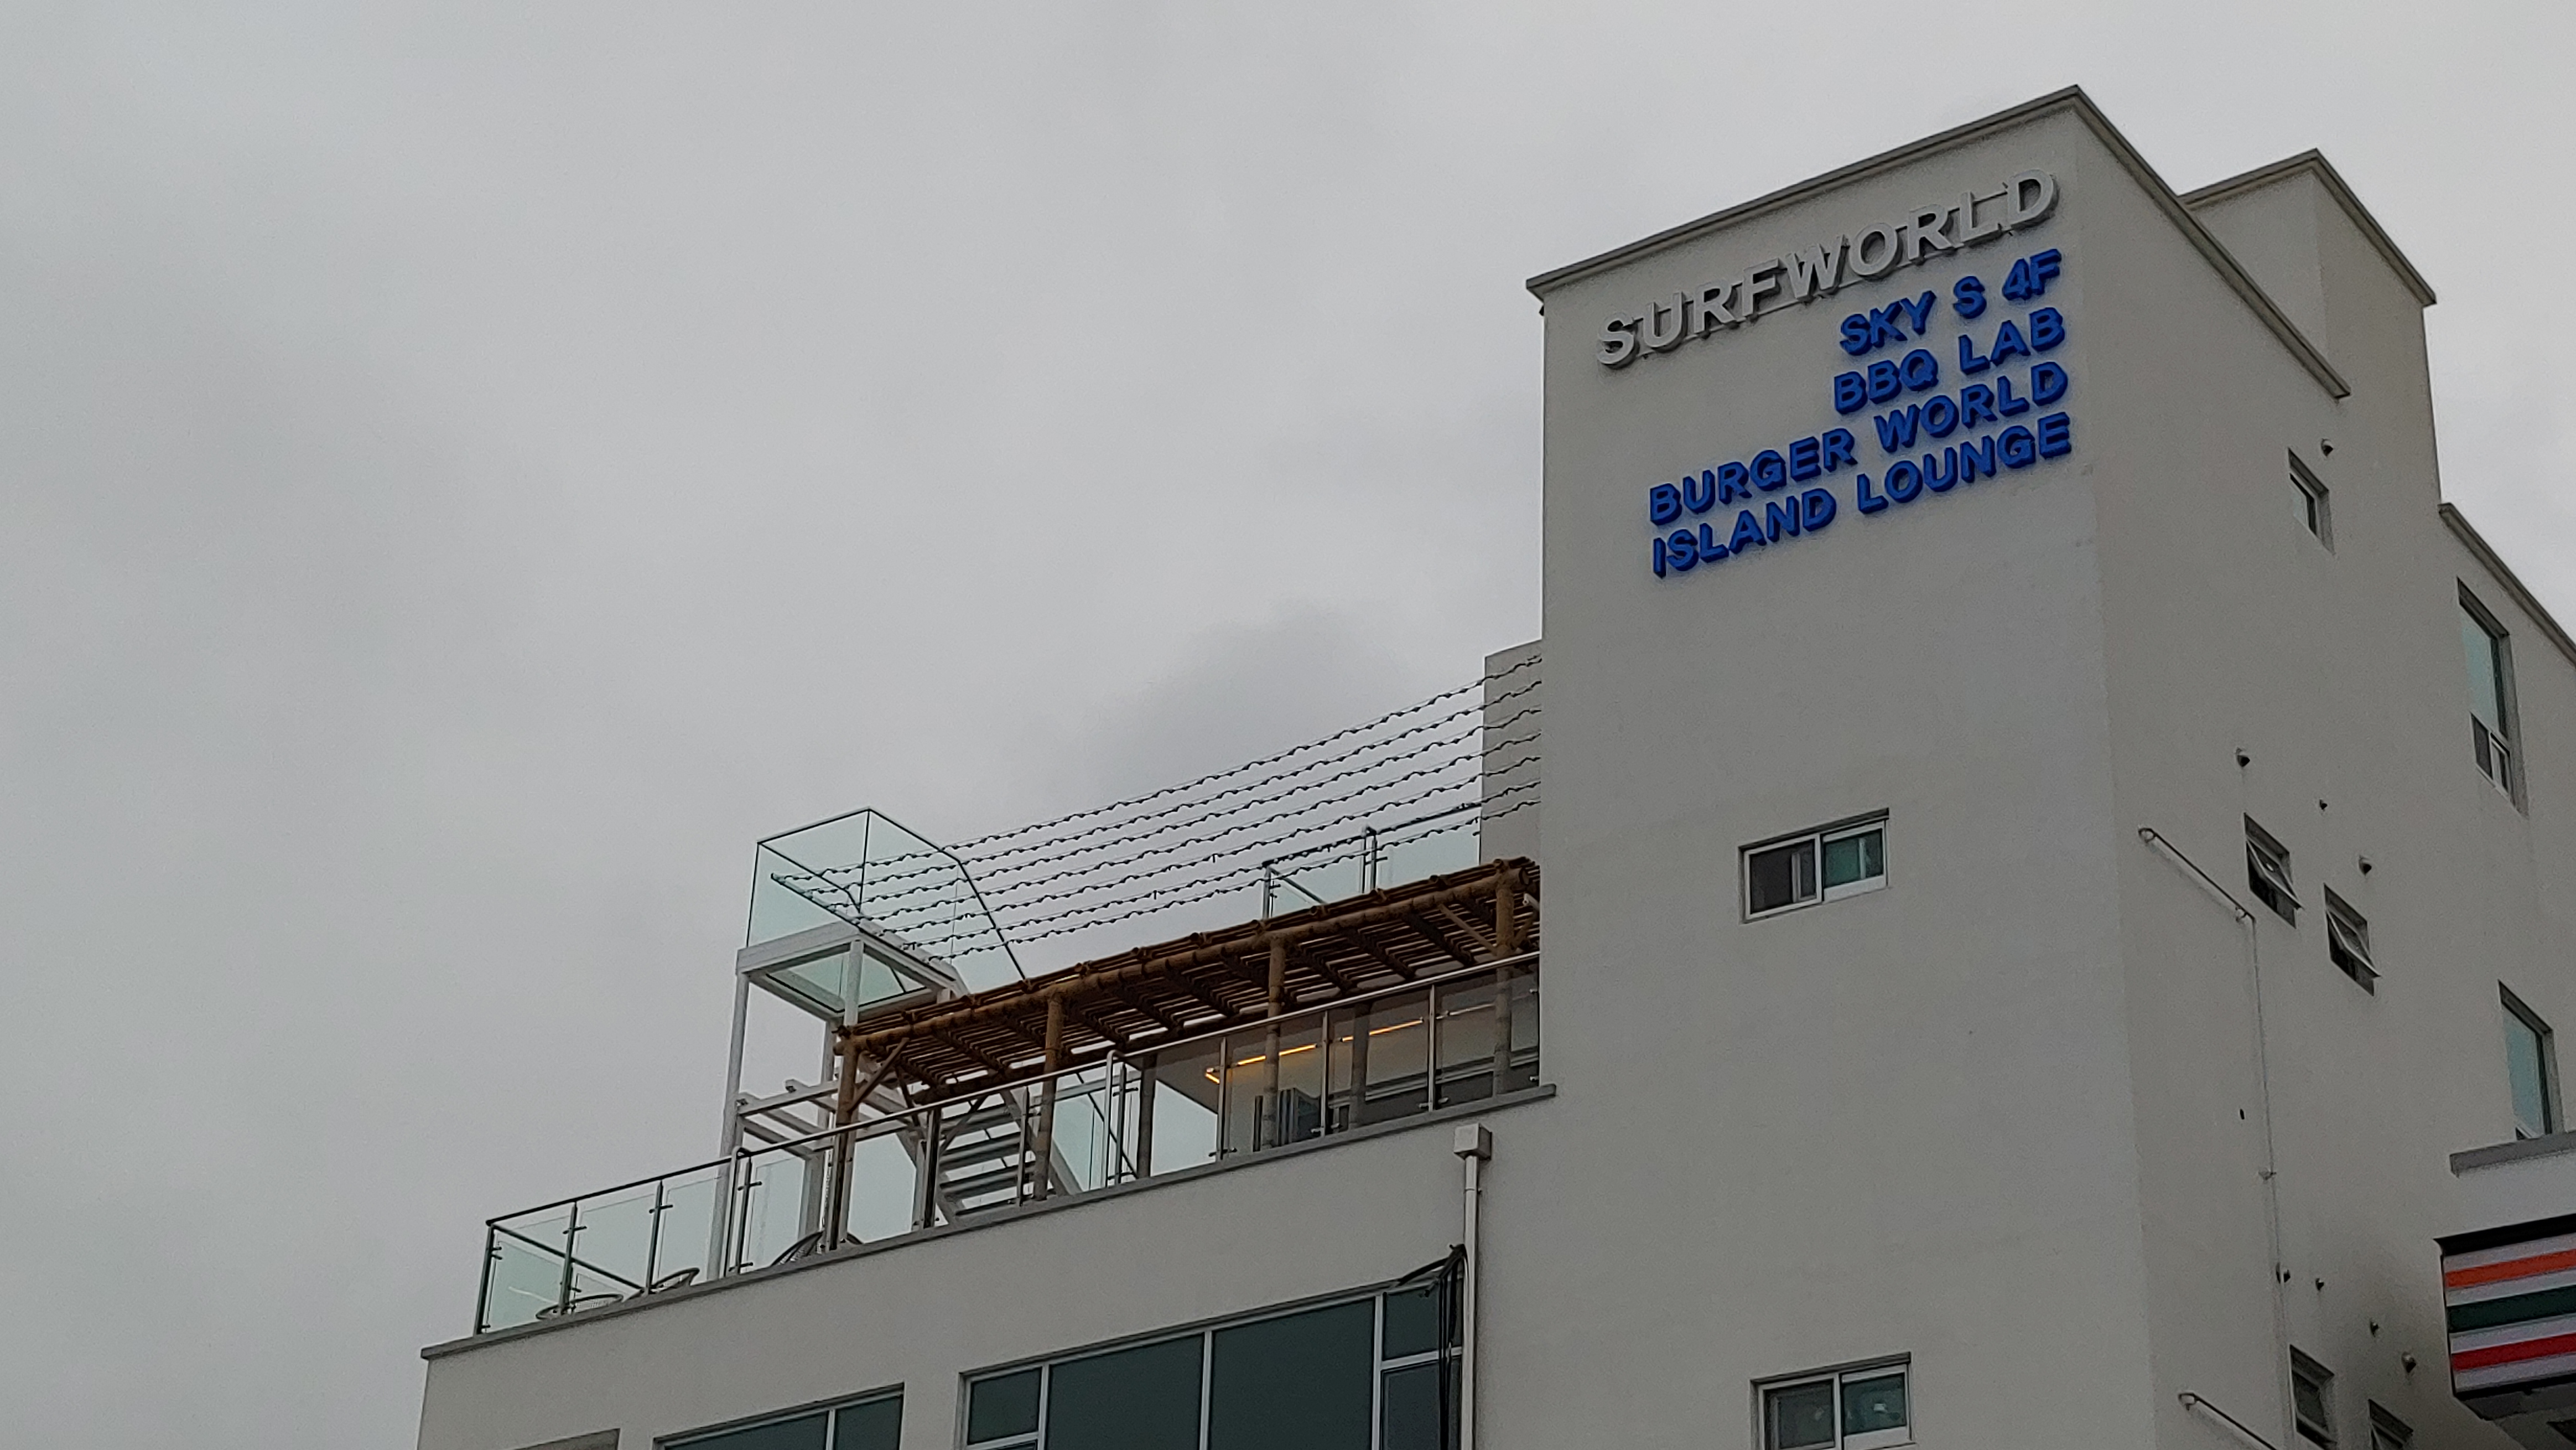 SURFWORLD
SKY S 4F
BBQ LAB
BURGER WORLD
ISLAND LOUNGE